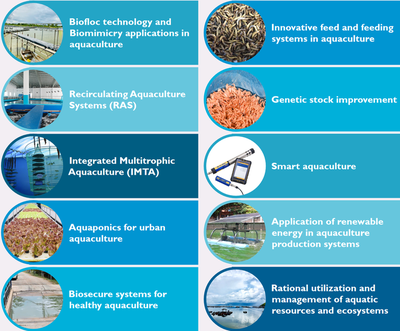 Biofloc technology and
Biomimicry applications in
aquaculture
Recirculating Aquaculture
Systems (RAS)
Integrated Multitrophic
Aquaculture (IMTA)
Aquaponics for urban
aquaculture
Biosecure systems for
healthy aquaculture
Innovative feed and feeding
systems in aquaculture
Genetic stock improvement
Smart aquaculture
Application of renewable
energy in aquaculture
production systems
Rational utilization and
management of aquatic
resources and ecosystems